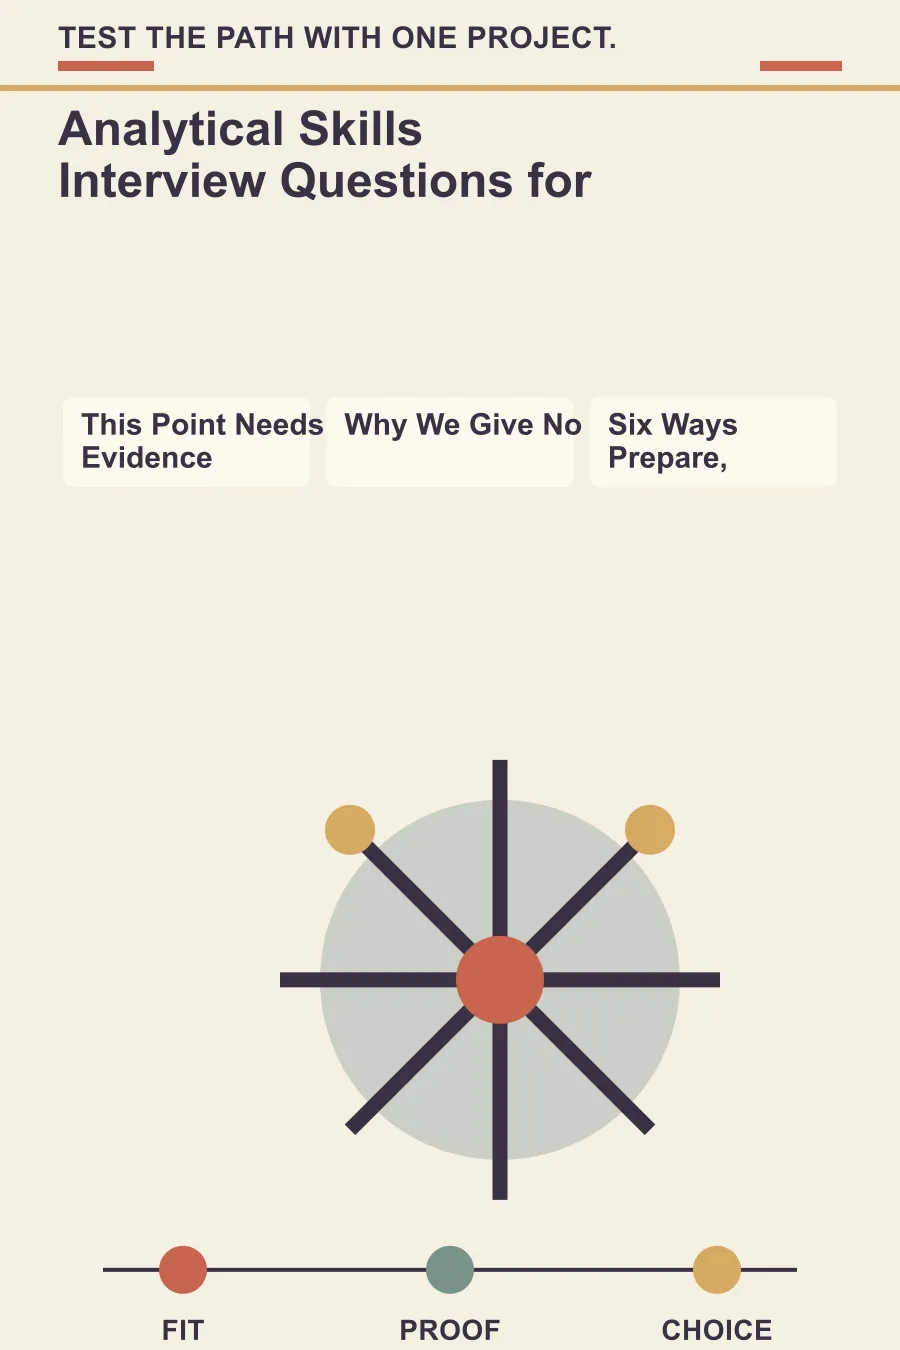 TEST THE PATH WITH ONE PROJECT.
Analytical Skills
Interview Questions for
This Point Needs
Evidence
Why We Give No
Six Ways
Prepare,
FIT
PROOF
CHOICE